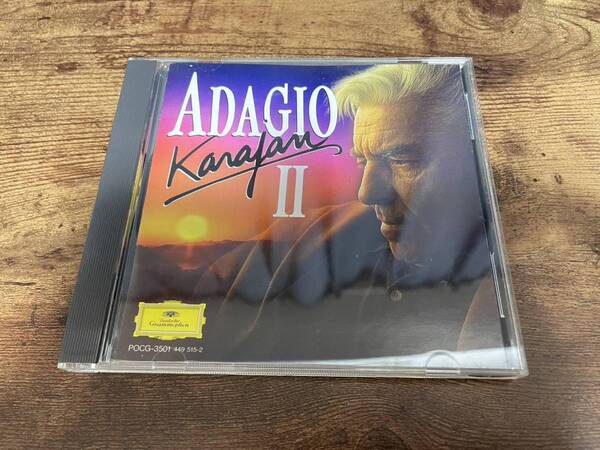 ADAGIO
Karajan
II
Deutsche
Grammophon
POCG-3501 449 515-2